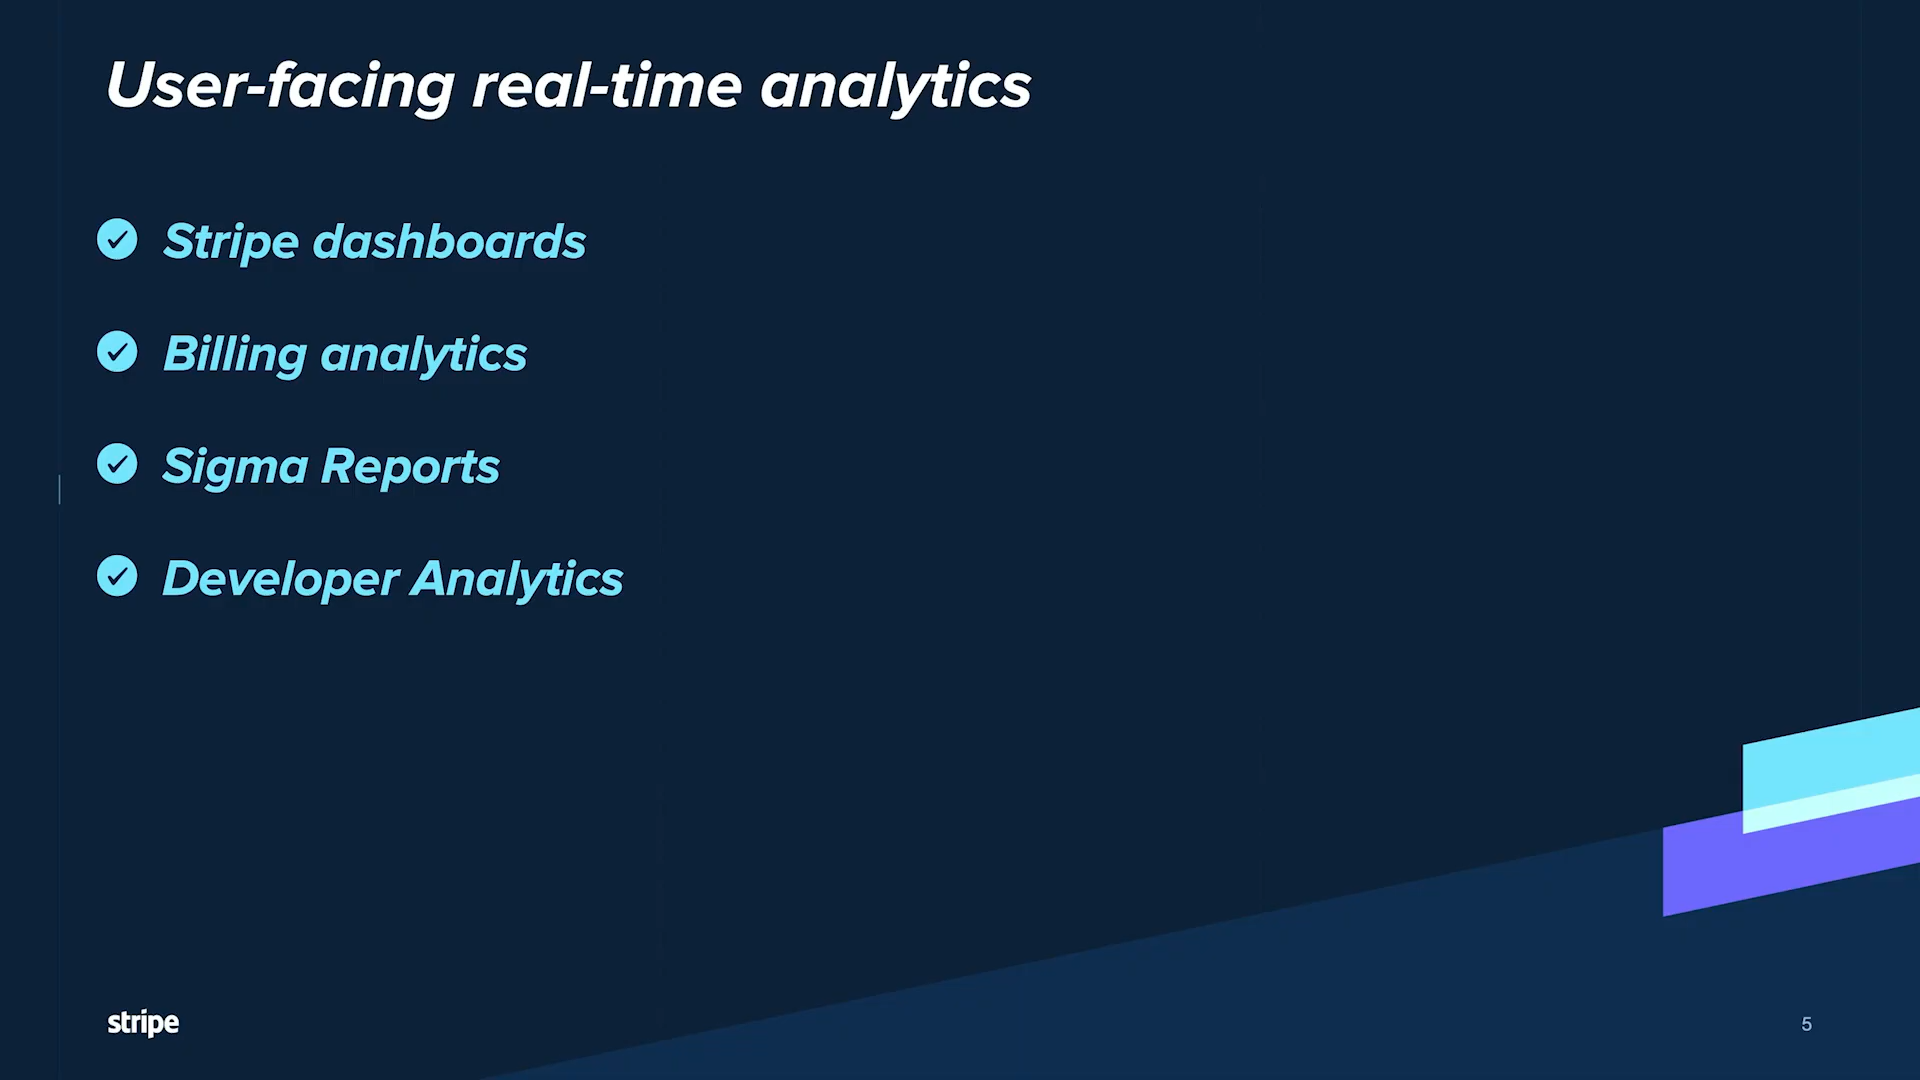 User-facing real-time analytics
Stripe dashboards
Billing analytics
Sigma Reports
Developer Analytics
stripe
5